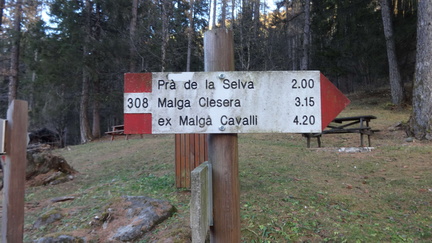 308
Prà de la Selva 2.00
Malga Clesera 3.15
ex Malga Cavalli 4.20